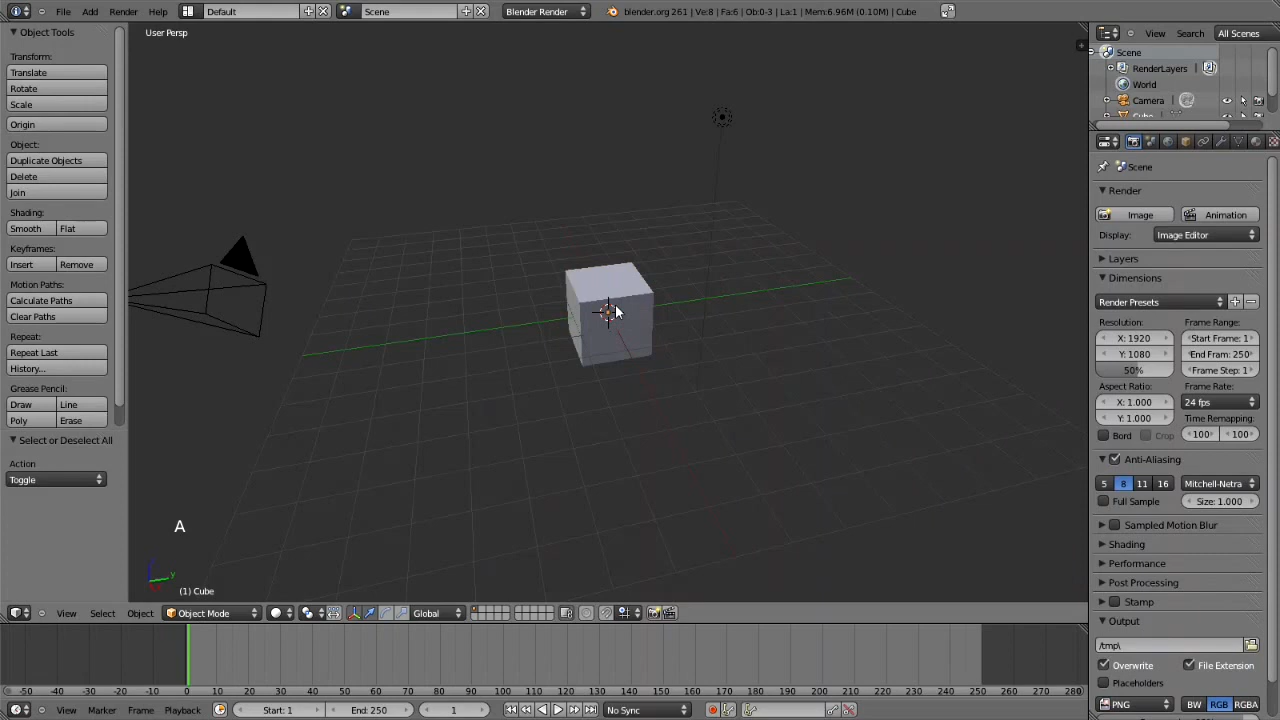 File Add Render Help Default Scene Blender Render blender.org 261 | Ve:8 | Fa:6 | Ob:0-3 | La:1 | Mem:6.96M (0.10M) | Cube
Object Tools
Transform:
Translate
Rotate
Scale
Origin
Object:
Duplicate Objects
Delete
Join
Shading:
Smooth Flat
Keyframes:
Insert Remove
Motion Paths:
Calculate Paths
Clear Paths
Repeat:
Repeat Last
History...
Grease Pencil:
Draw Line
Poly Erase
Select or Deselect All
Action
Toggle
User Persp
A
y
(1) Cube
View Select Object Object Mode Global
-50 -40 -30 -20 -10 0 10 20 30 40 50 60 70 80 90 100 110 120 130 140 150 160 170 180 190 200 210 220 230 240 250 260 270 280
View Marker Frame Playback Start: 1 End: 250 1 No Sync
View Search All Scenes
Scene
RenderLayers
World
Camera
Cube
Scene
Render
Image Animation
Display: Image Editor
Layers
Dimensions
Render Presets
Resolution: Frame Range:
X: 1920 Start Frame: 1
Y: 1080 End Fram: 250
50% Frame Step: 1
Aspect Ratio: Frame Rate:
X: 1.000 24 fps
Y: 1.000 Time Remapping:
Bord Crop 100 100
Anti-Aliasing
5 8 11 16 Mitchell-Netra
Full Sample Size: 1.000
Sampled Motion Blur
Shading
Performance
Post Processing
Stamp
Output
/tmp\
Overwrite File Extension
Placeholders
PNG BW RGB RGBA